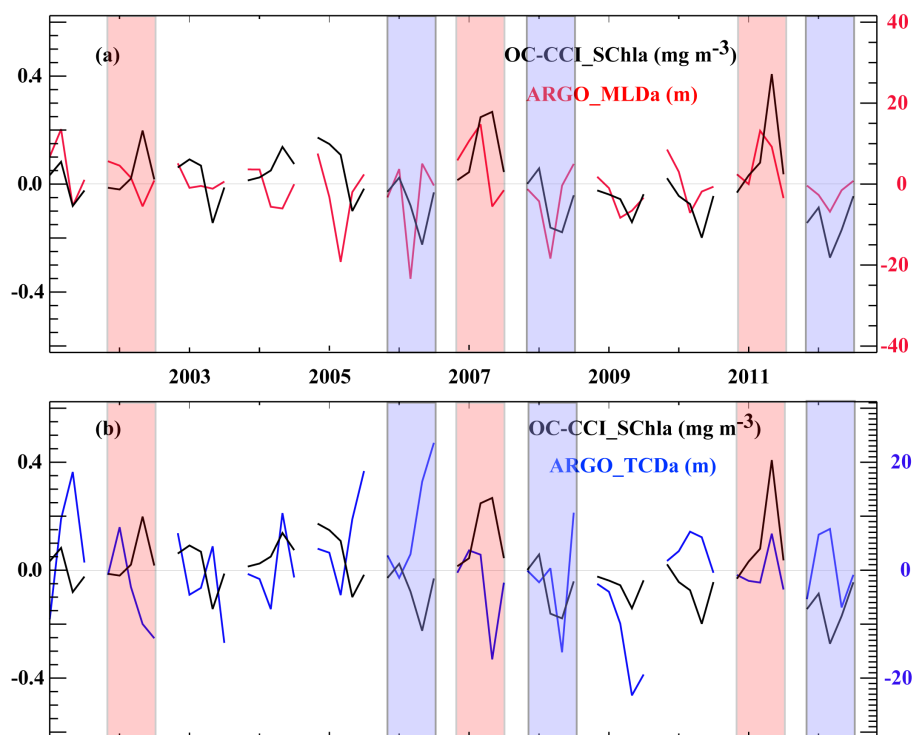 40
(a)
OC-CCI_SChla (mg m-3)
0.4
20
ARGO_MLDa (m)
0.0
0
-0.4
-20
-40
2003 2005 2007 2009 2011
(b)
OC-CCI_SChla (mg m-3)
0.4
20
ARGO_TCDa (m)
0.0
0
-0.4
-20